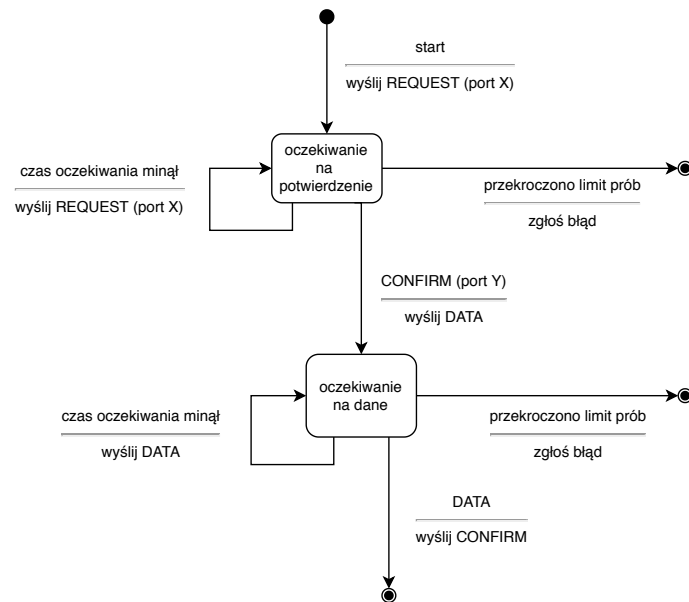 start
wyślij REQUEST (port X)
oczekiwanie
na
potwierdzenie
czas oczekiwania minął
wyślij REQUEST (port X)
przekroczono limit prób
zgłoś błąd
CONFIRM (port Y)
wyślij DATA
oczekiwanie
na dane
czas oczekiwania minął
wyślij DATA
przekroczono limit prób
zgłoś błąd
DATA
wyślij CONFIRM